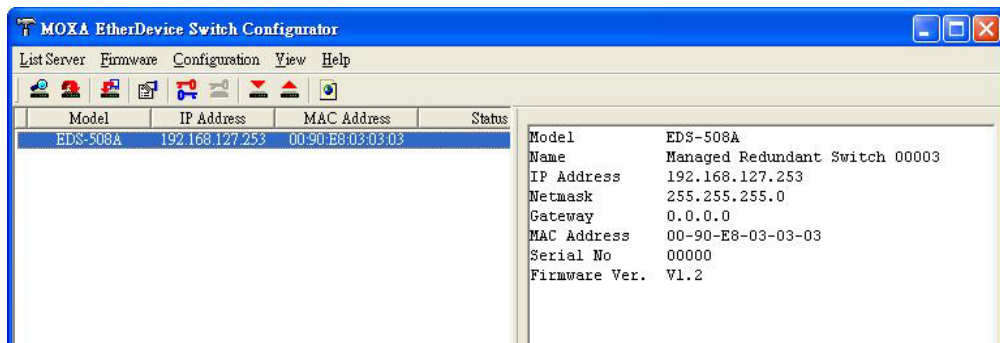 MOXA EtherDevice Switch Configurator
List Server Firmware Configuration View Help
Model IP Address MAC Address Status
EDS-508A 192.168.127.253 00:90:E8:03:03:03
Model EDS-508A
Name Managed Redundant Switch 00003
IP Address 192.168.127.253
Netmask 255.255.255.0
Gateway 0.0.0.0
MAC Address 00-90-E8-03-03-03
Serial No 00000
Firmware Ver. V1.2